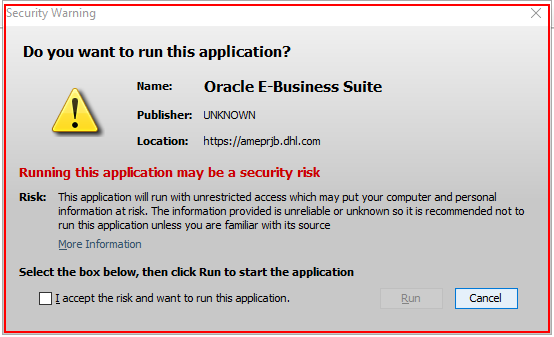 Security Warning
Do you want to run this application?
Name: Oracle E-Business Suite
Publisher: UNKNOWN
Location: https://ameprjb.dhl.com
Running this application may be a security risk
Risk: This application will run with unrestricted access which may put your computer and personal
information at risk. The information provided is unreliable or unknown so it is recommended not to
run this application unless you are familiar with its source
More Information
Select the box below, then click Run to start the application
I accept the risk and want to run this application.
Run
Cancel